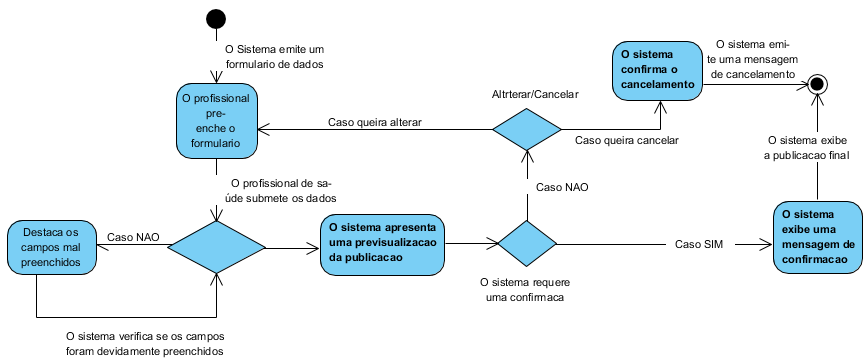 O Sistema emite um
formulario de dados
O profissional
pre-
enche o
formulario
O profissional de sa-
úde submete os dados
Destaca os
campos mal
preenchidos
Caso NAO
O sistema verifica se os campos
foram devidamente preenchidos
O sistema apresenta
uma previsualizacao
da publicacao
O sistema requere
uma confirmaca
Caso NAO
Altrterar/Cancelar
Caso queira alterar
Caso queira cancelar
O sistema
confirma o
cancelamento
O sistema emi-
te uma mensagem
de cancelamento
Caso SIM
O sistema
exibe uma
mensagem de
confirmacao
O sistema exibe
a publicacao final